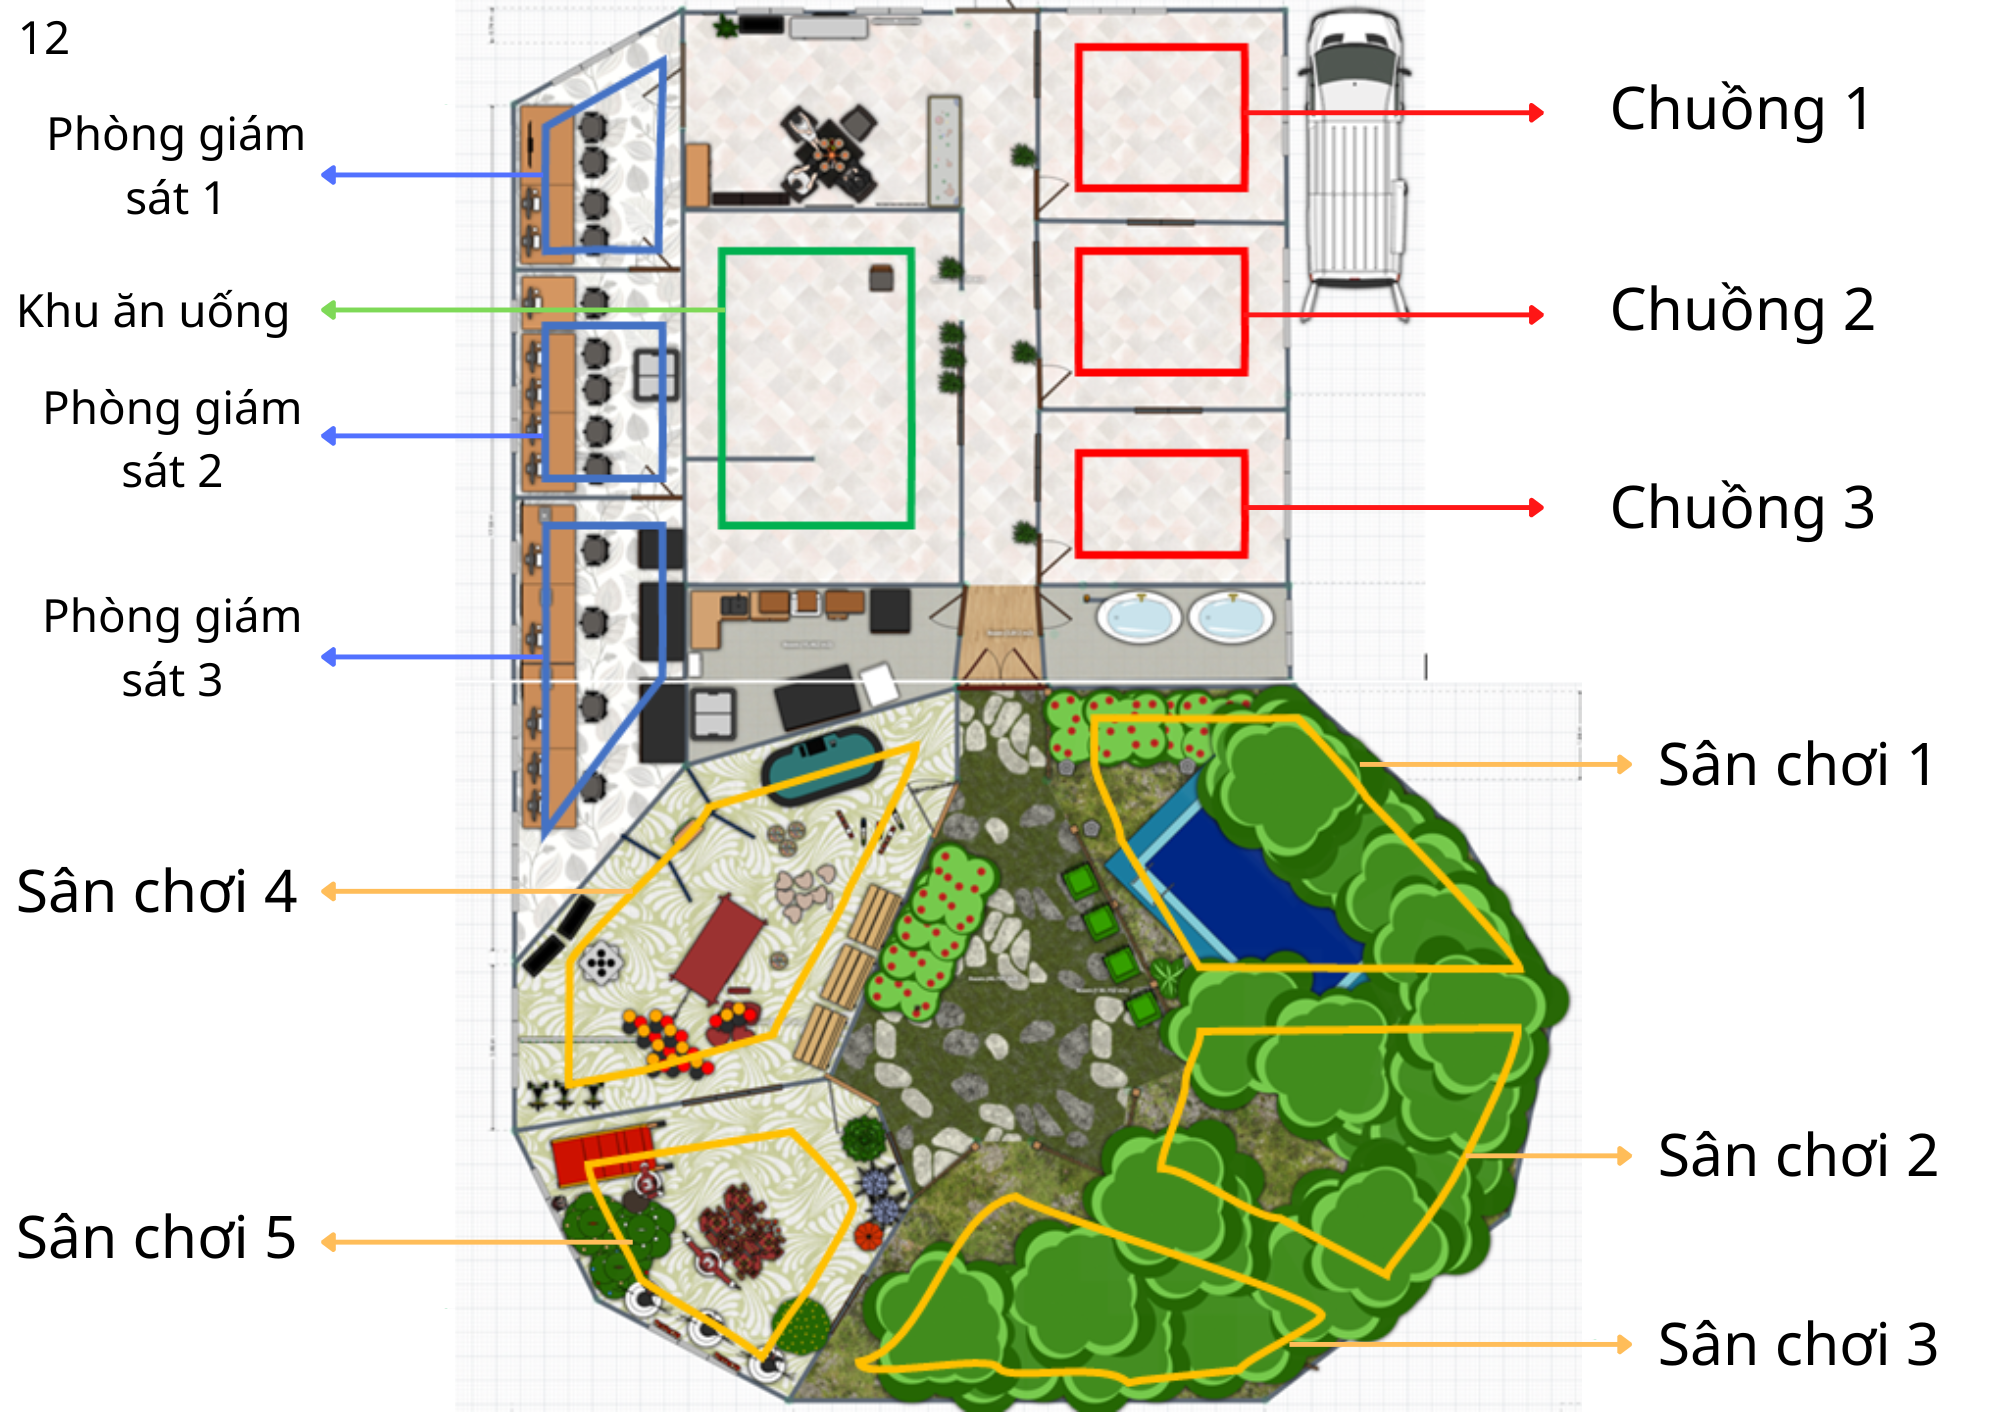 12
Phòng giám
sát 1
Khu ăn uống
Phòng giám
sát 2
Phòng giám
sát 3
Sân chơi 4
Sân chơi 5
Chuồng 1
Chuồng 2
Chuồng 3
Sân chơi 1
Sân chơi 2
Sân chơi 3